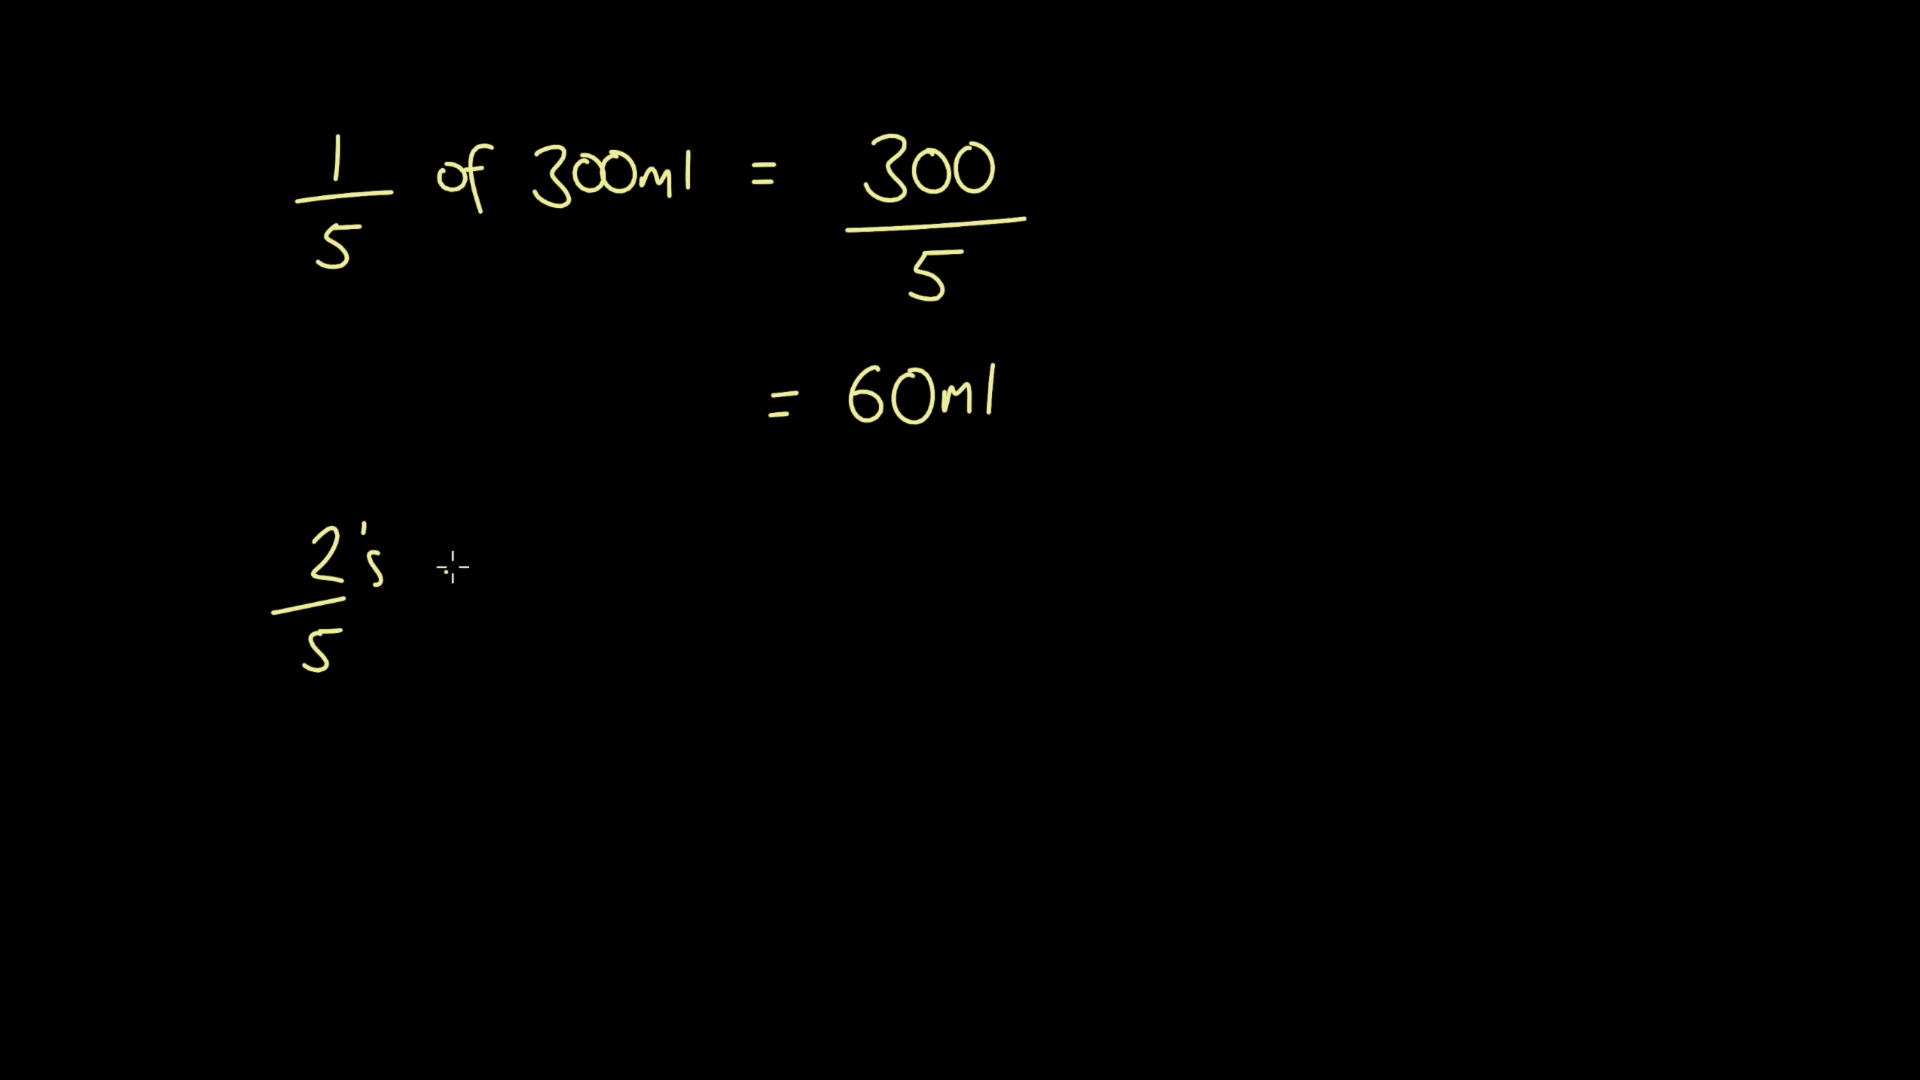 1/5 of 300ml = 300/5
= 60ml
2's/5